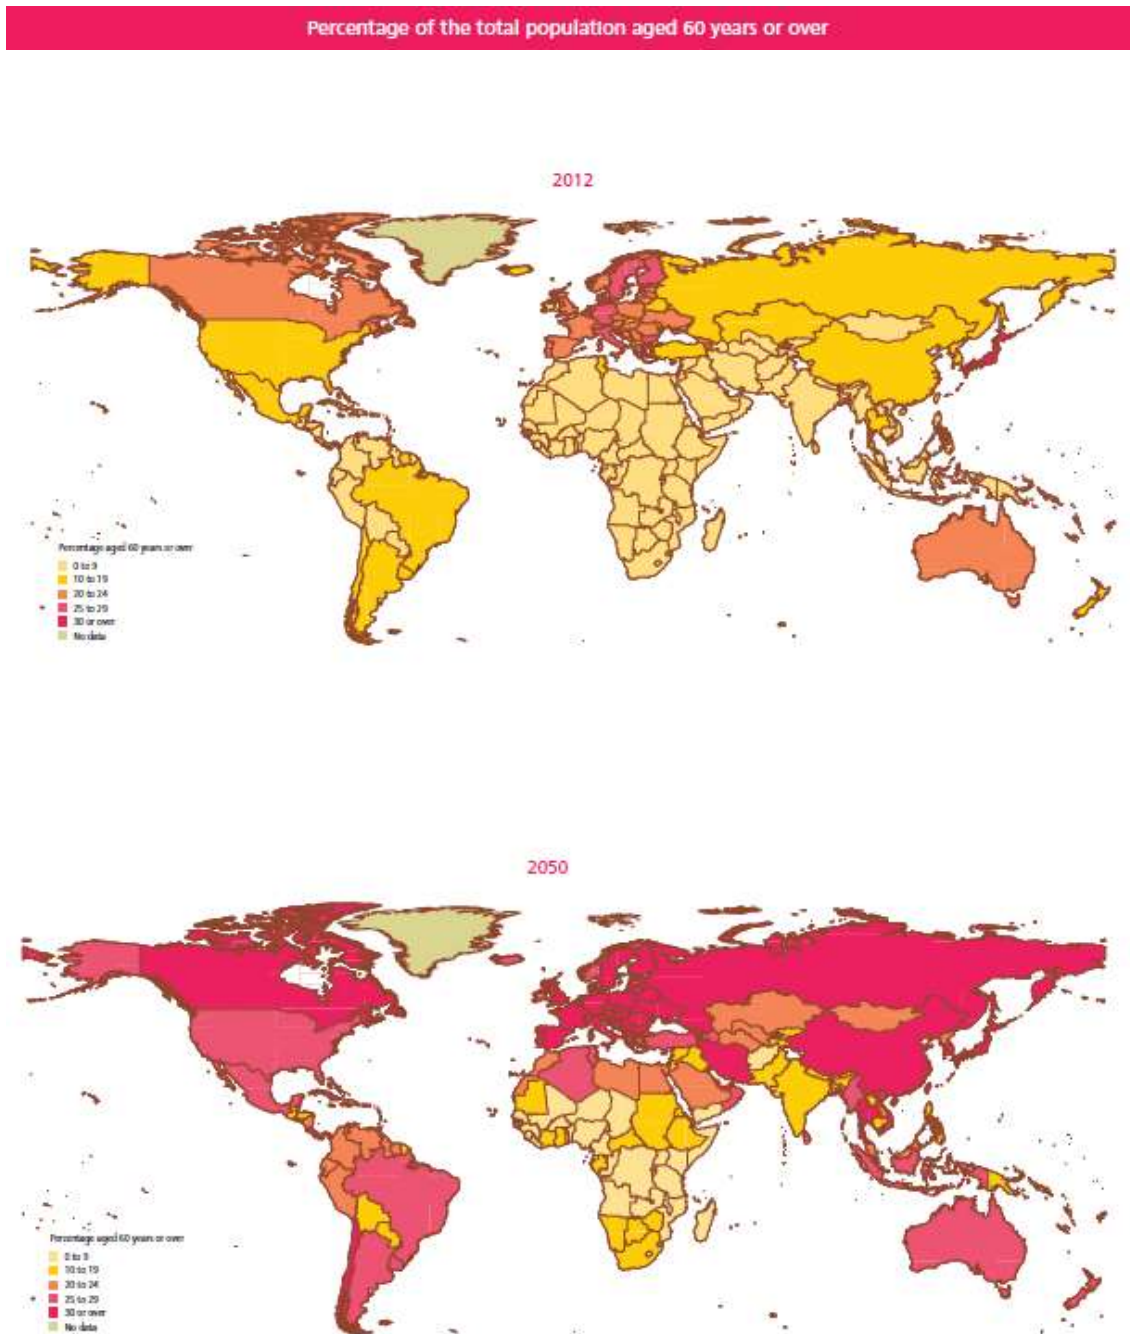 Percentage of the total population aged 60 years or over
2012
Percentage aged 60 years or over
0 to 9
10 to 19
20 to 24
25 to 29
30 or over
No data
2050
Percentage aged 60 years or over
0 to 9
10 to 19
20 to 24
25 to 29
30 or over
No data